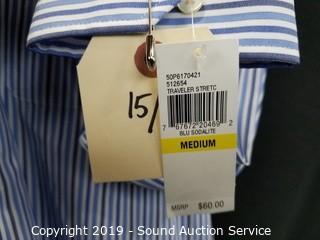 50P6170421
512654
TRAVELER STRETC
7 67672 20469 2
BLU SODALITE
MEDIUM
MSRP $60.00
15/
Copyright 2019 - Sound Auction Service